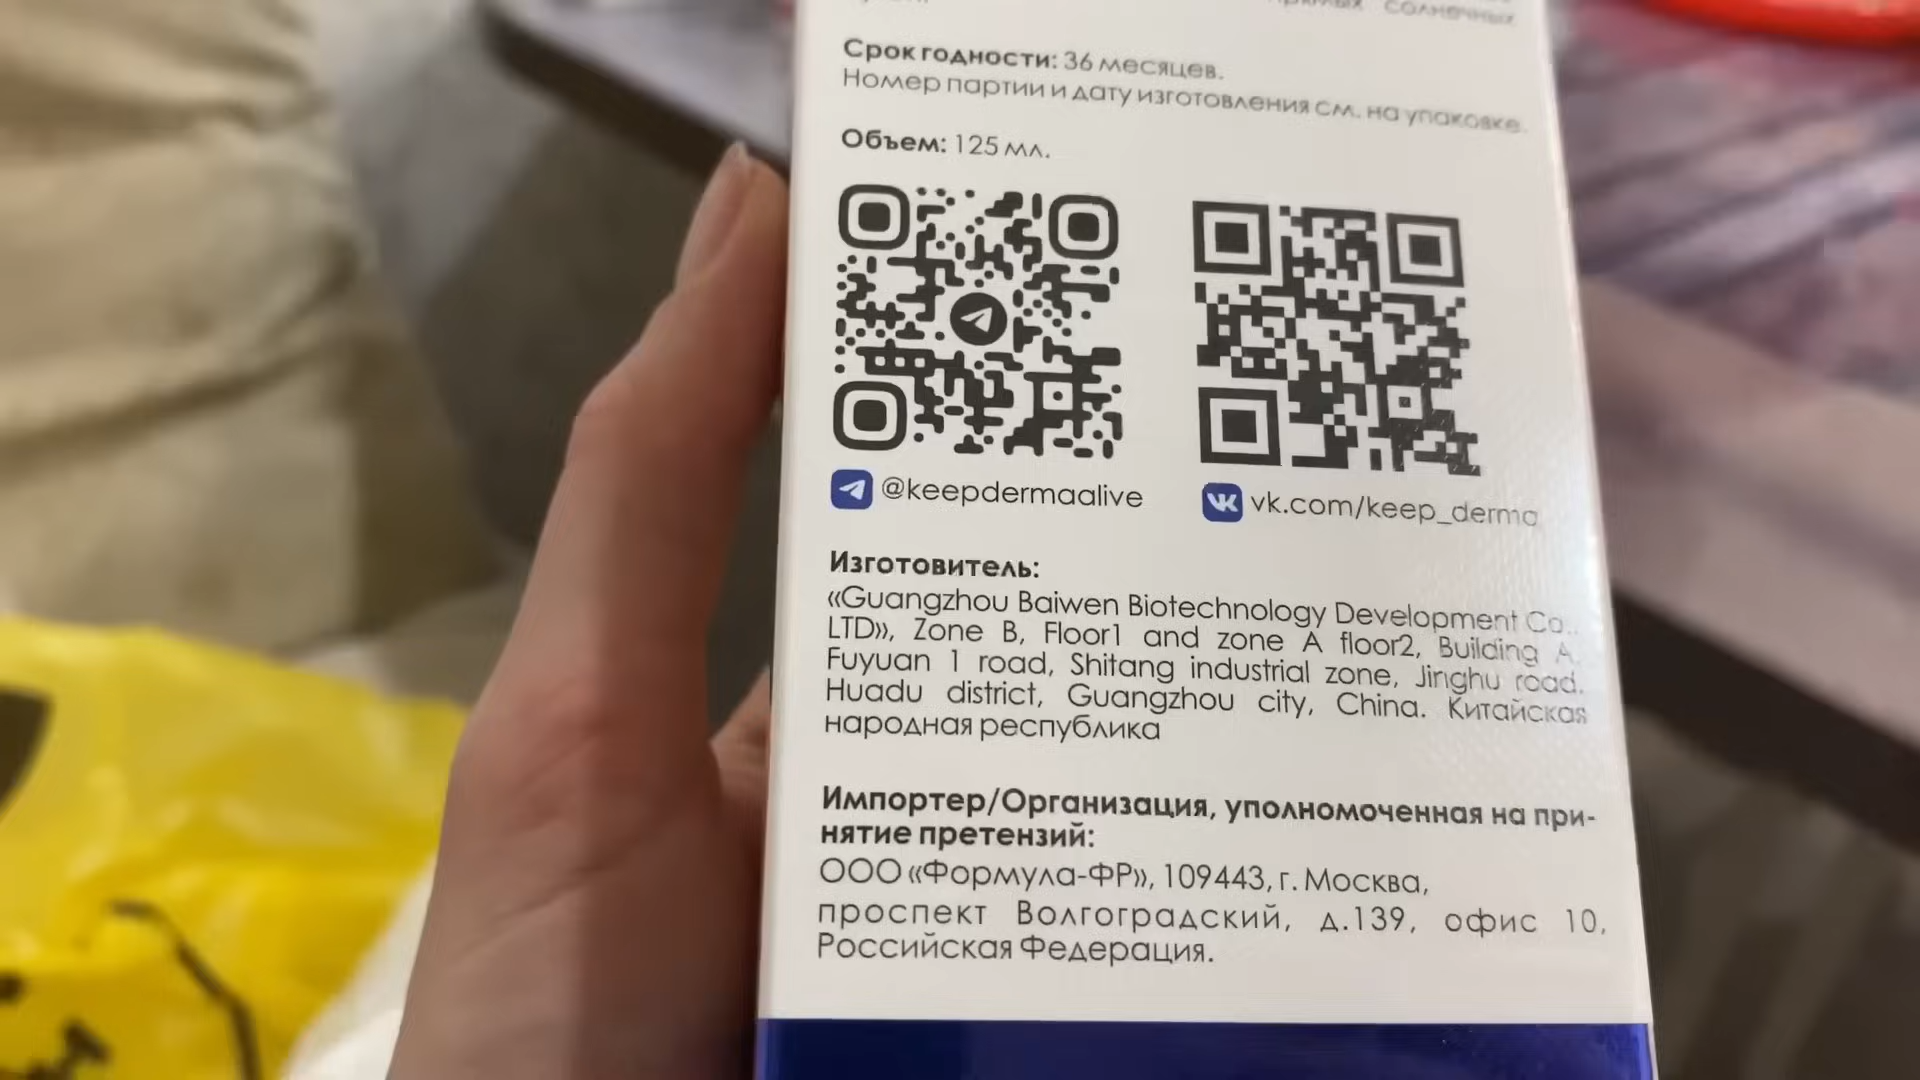 солнечных
Срок годности: 36 месяцев.
Номер партии и дату изготовления см. на упаковке.
Объем: 125 мл.
@keepdermaalive
vk.com/keep_derma
Изготовитель:
«Guangzhou Baiwen Biotechnology Development Co.,
LTD», Zone B, Floor1 and zone A floor2, Building A,
Fuyuan 1 road, Shitang industrial zone, Jinghu road,
Huadu district, Guangzhou city, China. Китайская
народная республика
Импортер/Организация, уполномоченная на при-
нятие претензий:
ООО «Формула-ФР», 109443, г. Москва,
проспект Волгоградский, д.139, офис 10,
Российская Федерация.